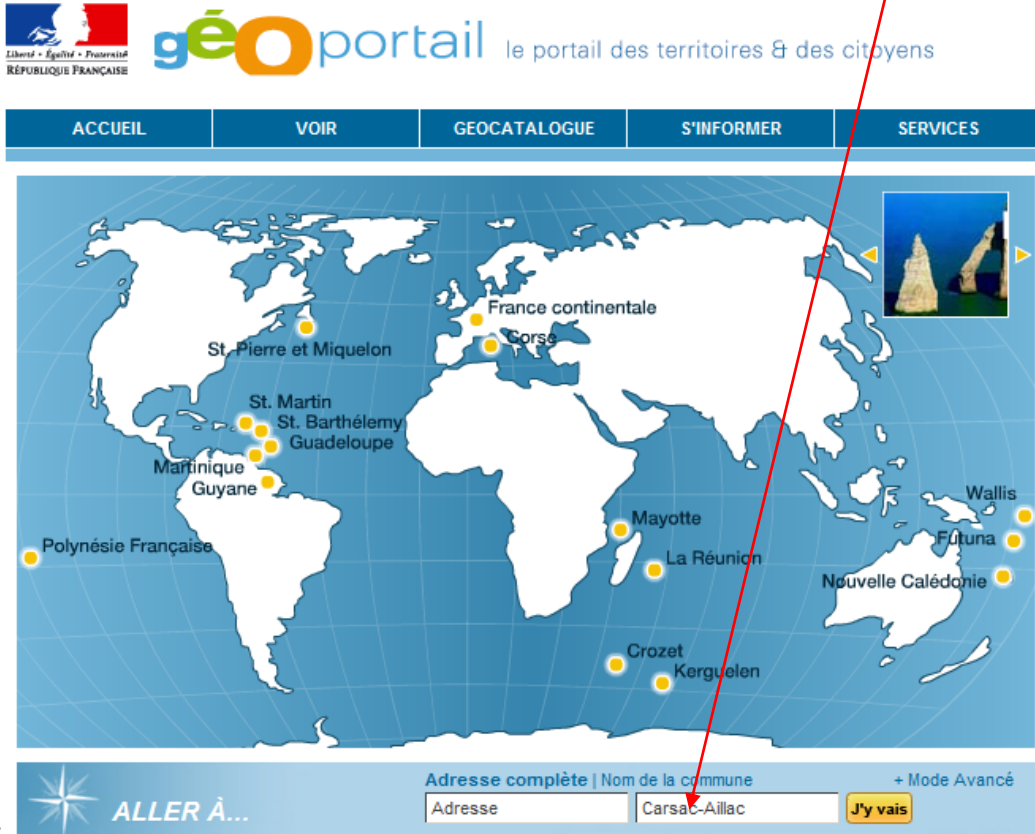 Liberté • Égalité • Fraternité
RÉPUBLIQUE FRANÇAISE
géoportail le portail des territoires & des citoyens
ACCUEIL VOIR GEOCATALOGUE S'INFORMER SERVICES
France continentale
Corse
St. Pierre et Miquelon
St. Martin
St. Barthélemy
Guadeloupe
Martinique
Guyane
Wallis
Mayotte
Futuna
Polynésie Française
La Réunion
Nouvelle Calédonie
Crozet
Kerguelen
Adresse complète | Nom de la commune + Mode Avancé
ALLER À... Adresse Carsac-Aillac J'y vais